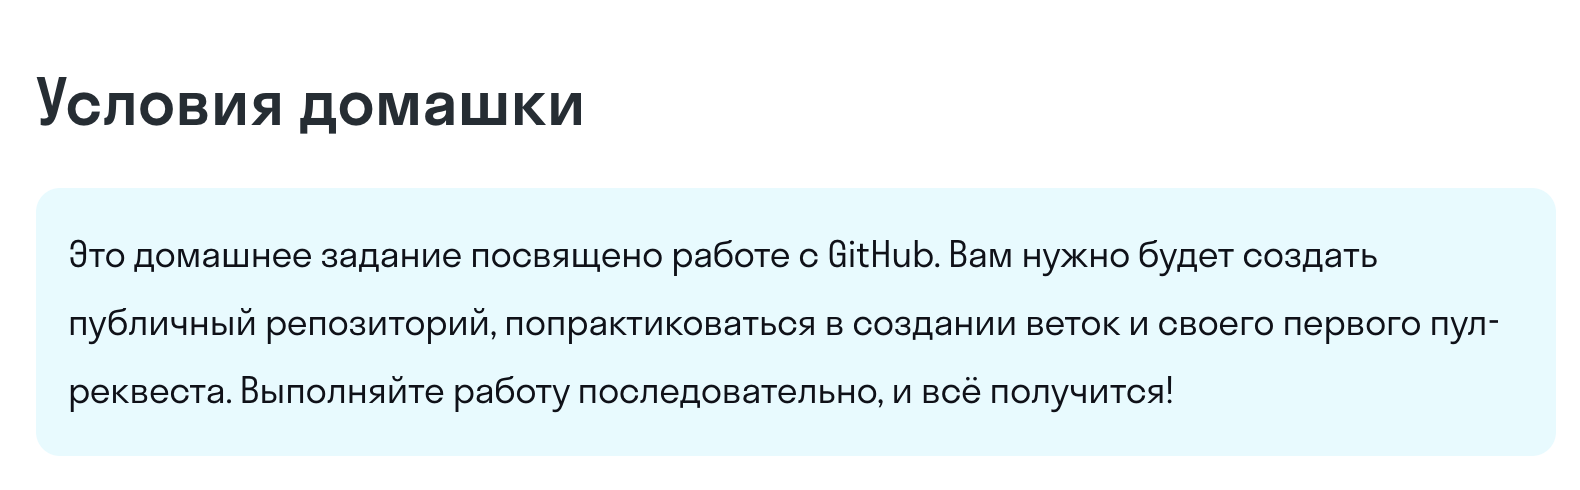 Условия домашки
Это домашнее задание посвящено работе с GitHub. Вам нужно будет создать
публичный репозиторий, попрактиковаться в создании веток и своего первого пул-
реквеста. Выполняйте работу последовательно, и всё получится!